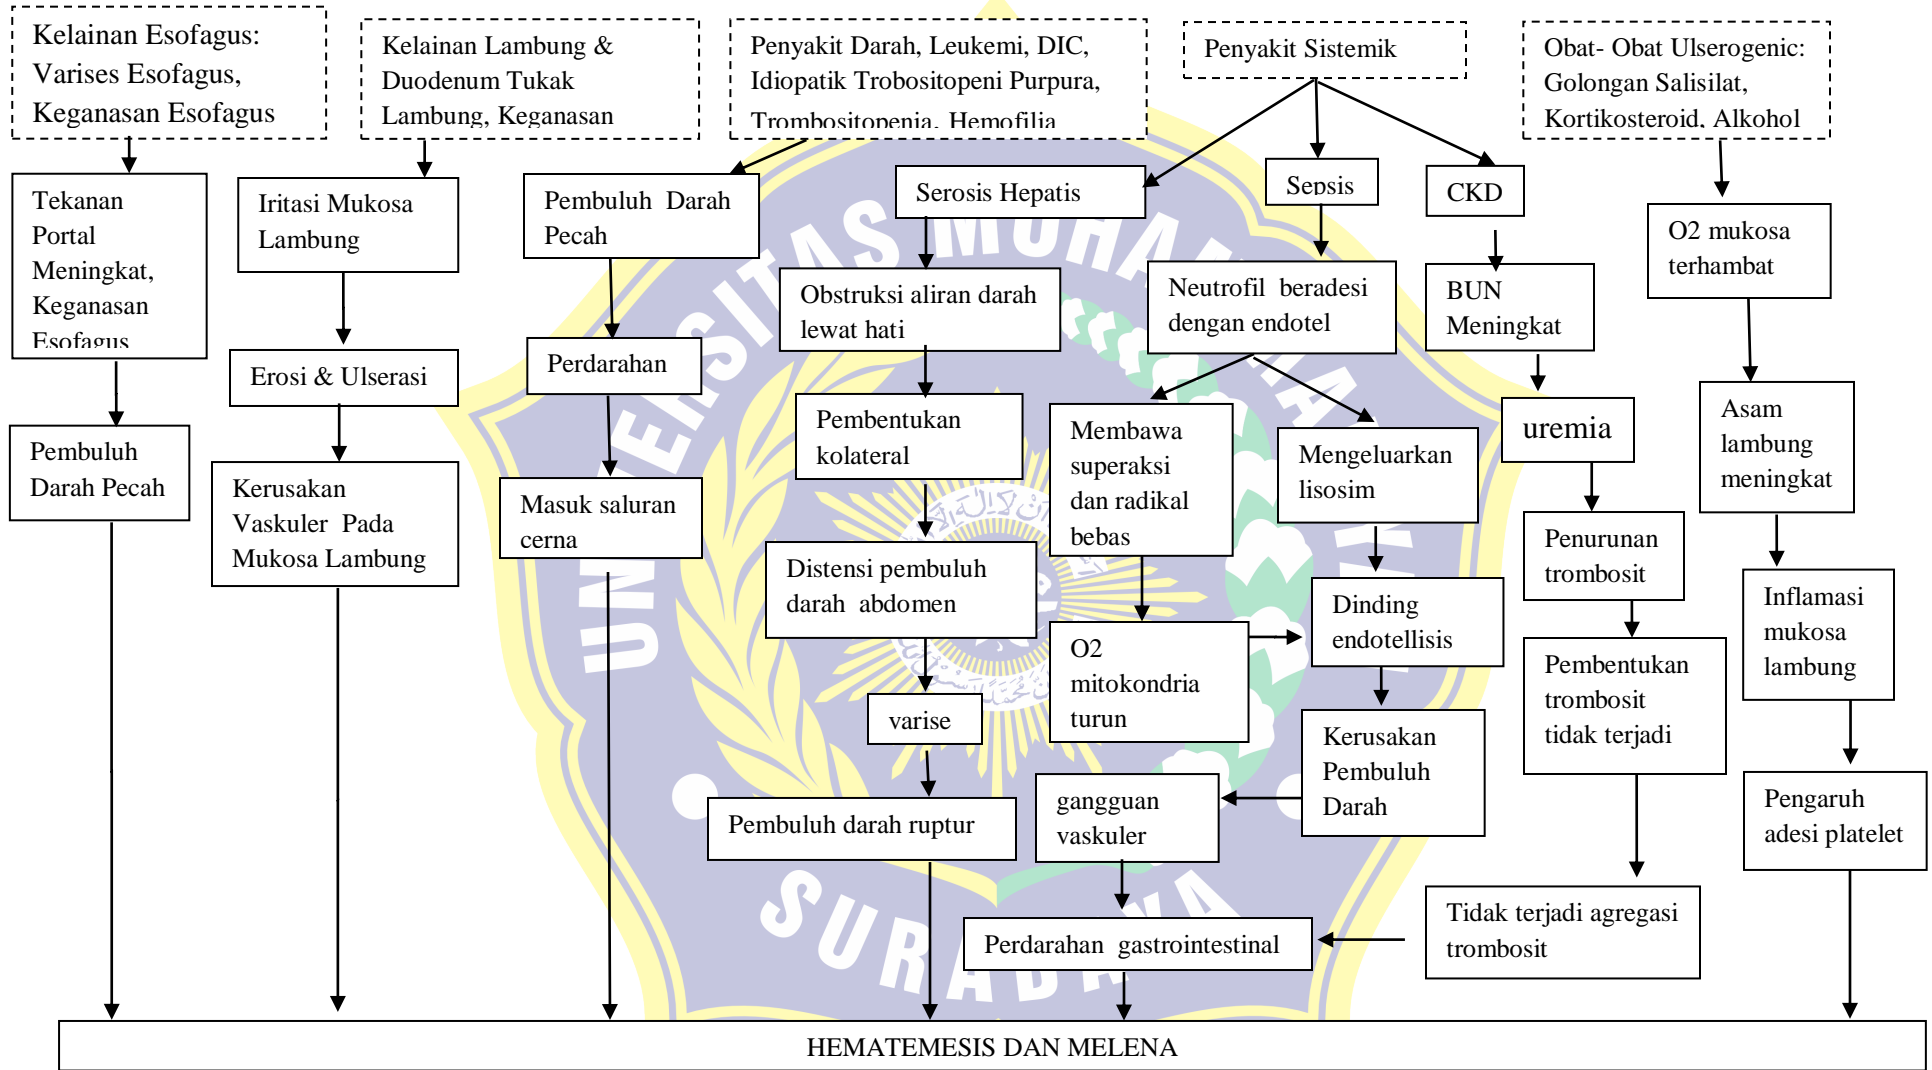 Kelainan Esofagus:
Varises Esofagus,
Keganasan Esofagus
Kelainan Lambung &
Duodenum Tukak
Lambung, Keganasan
Penyakit Darah, Leukemi, DIC,
Idiopatik Trobositopeni Purpura,
Trombositopenia, Hemofilia
Penyakit Sistemik
Obat- Obat Ulserogenic:
Golongan Salisilat,
Kortikosteroid, Alkohol
Tekanan
Portal
Meningkat,
Keganasan
Esofagus
Iritasi Mukosa
Lambung
Pembuluh Darah
Pecah
Serosis Hepatis
Sepsis
CKD
O2 mukosa
terhambat
Obstruksi aliran darah
lewat hati
Neutrofil beradesi
dengan endotel
BUN
Meningkat
Erosi & Ulserasi
Perdarahan
Pembentukan
kolateral
Membawa
superaksi
dan radikal
bebas
Mengeluarkan
lisosim
uremia
Asam
lambung
meningkat
Pembuluh
Darah Pecah
Kerusakan
Vaskuler Pada
Mukosa Lambung
Masuk saluran
cerna
Distensi pembuluh
darah abdomen
O2
mitokondria
turun
Dinding
endotellisis
Penurunan
trombosit
Inflamasi
mukosa
lambung
varise
Kerusakan
Pembuluh
Darah
Pembentukan
trombosit
tidak terjadi
Pembuluh darah ruptur
gangguan
vaskuler
Pengaruh
adesi platelet
Perdarahan gastrointestinal
Tidak terjadi agregasi
trombosit
HEMATEMESIS DAN MELENA
SURABAYA